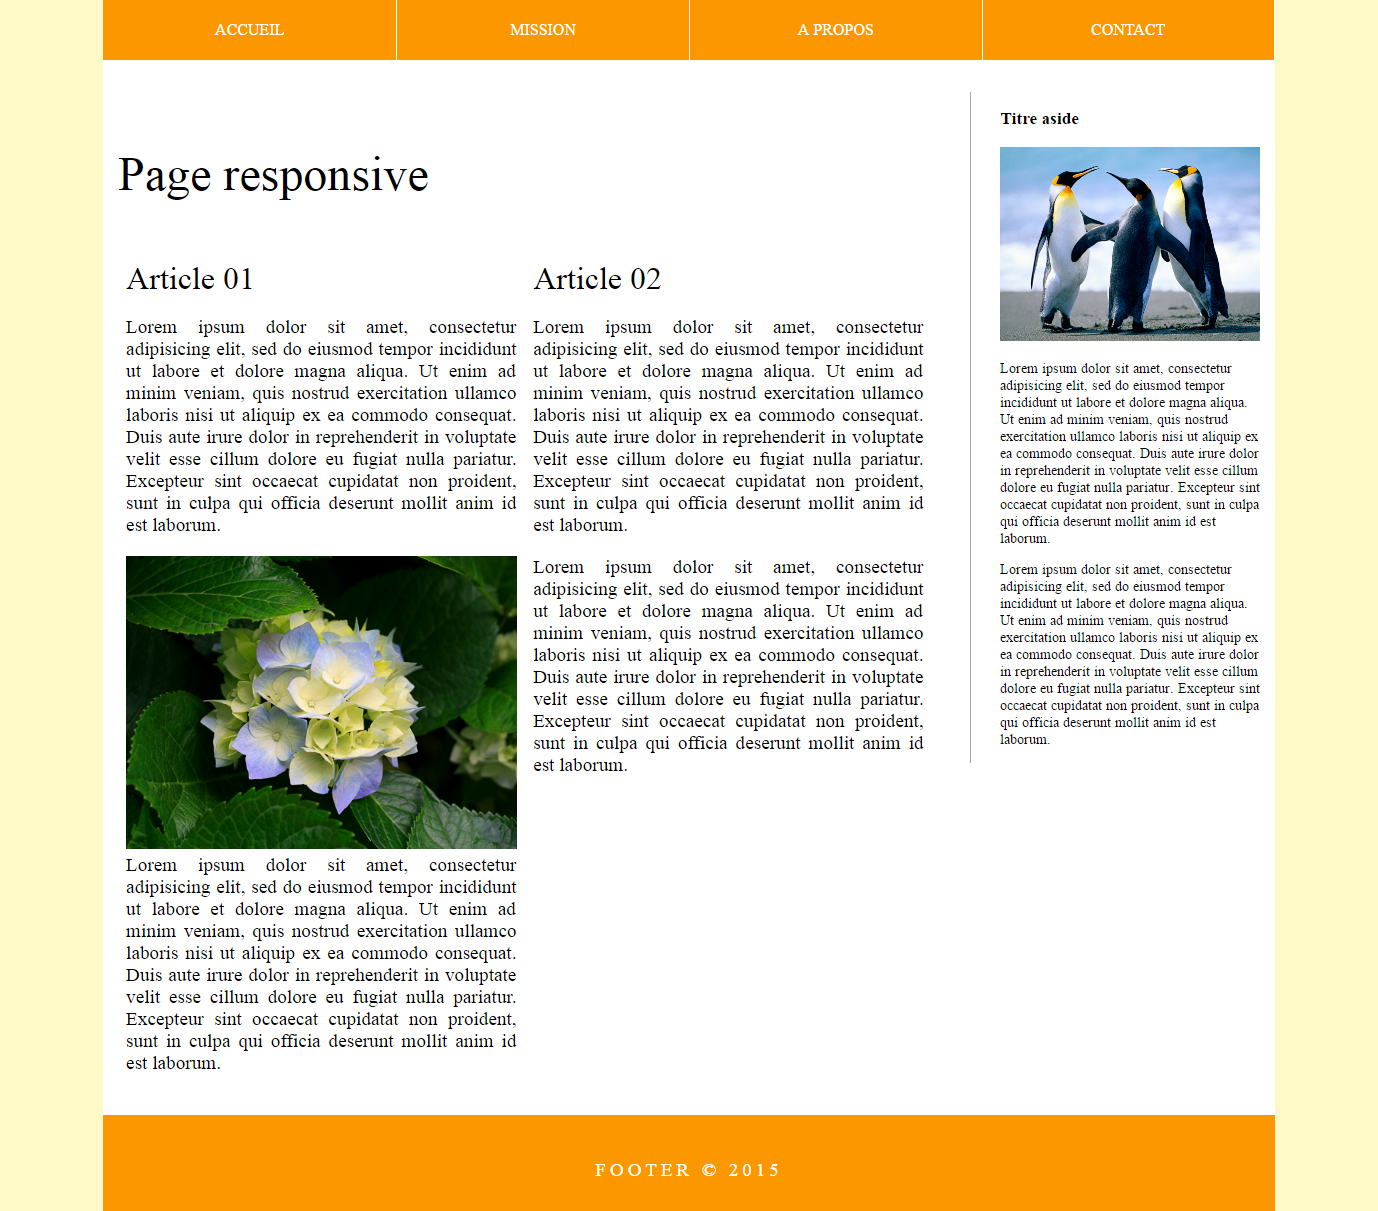 ACCUEIL
MISSION
A PROPOS
CONTACT
Page responsive
Article 01
Lorem ipsum dolor sit amet, consectetur
adipisicing elit, sed do eiusmod tempor incididunt
ut labore et dolore magna aliqua. Ut enim ad
minim veniam, quis nostrud exercitation ullamco
laboris nisi ut aliquip ex ea commodo consequat.
Duis aute irure dolor in reprehenderit in voluptate
velit esse cillum dolore eu fugiat nulla pariatur.
Excepteur sint occaecat cupidatat non proident,
sunt in culpa qui officia deserunt mollit anim id
est laborum.
Lorem ipsum dolor sit amet, consectetur
adipisicing elit, sed do eiusmod tempor incididunt
ut labore et dolore magna aliqua. Ut enim ad
minim veniam, quis nostrud exercitation ullamco
laboris nisi ut aliquip ex ea commodo consequat.
Duis aute irure dolor in reprehenderit in voluptate
velit esse cillum dolore eu fugiat nulla pariatur.
Excepteur sint occaecat cupidatat non proident,
sunt in culpa qui officia deserunt mollit anim id
est laborum.
Article 02
Lorem ipsum dolor sit amet, consectetur
adipisicing elit, sed do eiusmod tempor incididunt
ut labore et dolore magna aliqua. Ut enim ad
minim veniam, quis nostrud exercitation ullamco
laboris nisi ut aliquip ex ea commodo consequat.
Duis aute irure dolor in reprehenderit in voluptate
velit esse cillum dolore eu fugiat nulla pariatur.
Excepteur sint occaecat cupidatat non proident,
sunt in culpa qui officia deserunt mollit anim id
est laborum.
Lorem ipsum dolor sit amet, consectetur
adipisicing elit, sed do eiusmod tempor incididunt
ut labore et dolore magna aliqua. Ut enim ad
minim veniam, quis nostrud exercitation ullamco
laboris nisi ut aliquip ex ea commodo consequat.
Duis aute irure dolor in reprehenderit in voluptate
velit esse cillum dolore eu fugiat nulla pariatur.
Excepteur sint occaecat cupidatat non proident,
sunt in culpa qui officia deserunt mollit anim id
est laborum.
Titre aside
Lorem ipsum dolor sit amet, consectetur
adipisicing elit, sed do eiusmod tempor
incididunt ut labore et dolore magna aliqua.
Ut enim ad minim veniam, quis nostrud
exercitation ullamco laboris nisi ut aliquip ex
ea commodo consequat. Duis aute irure dolor
in reprehenderit in voluptate velit esse cillum
dolore eu fugiat nulla pariatur. Excepteur sint
occaecat cupidatat non proident, sunt in culpa
qui officia deserunt mollit anim id est
laborum.
Lorem ipsum dolor sit amet, consectetur
adipisicing elit, sed do eiusmod tempor
incididunt ut labore et dolore magna aliqua.
Ut enim ad minim veniam, quis nostrud
exercitation ullamco laboris nisi ut aliquip ex
ea commodo consequat. Duis aute irure dolor
in reprehenderit in voluptate velit esse cillum
dolore eu fugiat nulla pariatur. Excepteur sint
occaecat cupidatat non proident, sunt in culpa
qui officia deserunt mollit anim id est
laborum.
FOOTER © 2015